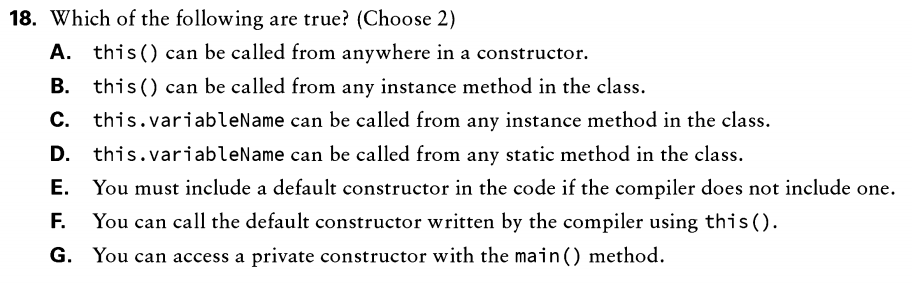 18. Which of the following are true? (Choose 2)
A. this() can be called from anywhere in a constructor.
B. this() can be called from any instance method in the class.
C. this.variableName can be called from any instance method in the class.
D. this.variableName can be called from any static method in the class.
E. You must include a default constructor in the code if the compiler does not include one.
F. You can call the default constructor written by the compiler using this().
G. You can access a private constructor with the main() method.